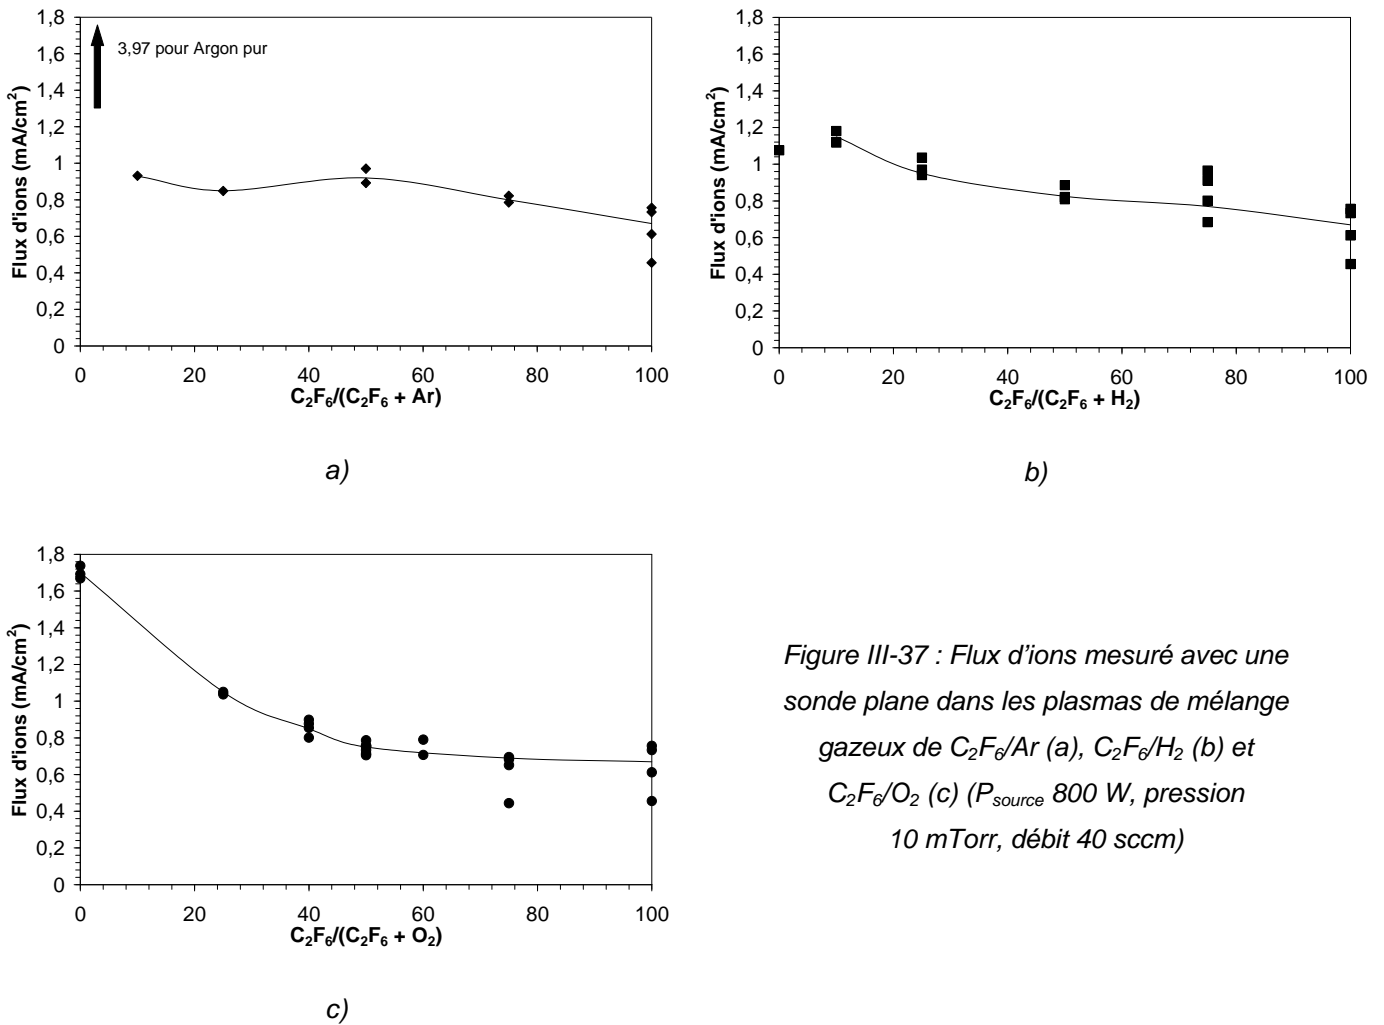 1,8
1,6
1,4
1,2
1
0,8
0,6
0,4
0,2
0
Flux d'ions (mA/cm²)
3,97 pour Argon pur
0 20 40 60 80 100
C₂F₆/(C₂F₆ + Ar)
a)
1,8
1,6
1,4
1,2
1
0,8
0,6
0,4
0,2
0
Flux d'ions (mA/cm²)
0 20 40 60 80 100
C₂F₆/(C₂F₆ + H₂)
b)
1,8
1,6
1,4
1,2
1
0,8
0,6
0,4
0,2
0
Flux d'ions (mA/cm²)
0 20 40 60 80 100
C₂F₆/(C₂F₆ + O₂)
c)
Figure III-37 : Flux d’ions mesuré avec une
sonde plane dans les plasmas de mélange
gazeux de C₂F₆/Ar (a), C₂F₆/H₂ (b) et
C₂F₆/O₂ (c) (Psource 800 W, pression
10 mTorr, débit 40 sccm)